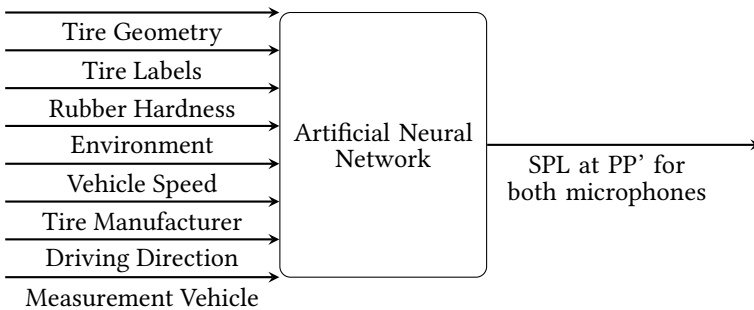 Tire Geometry
Tire Labels
Rubber Hardness
Environment
Vehicle Speed
Tire Manufacturer
Driving Direction
Measurement Vehicle
Artificial Neural
Network
SPL at PP’ for
both microphones